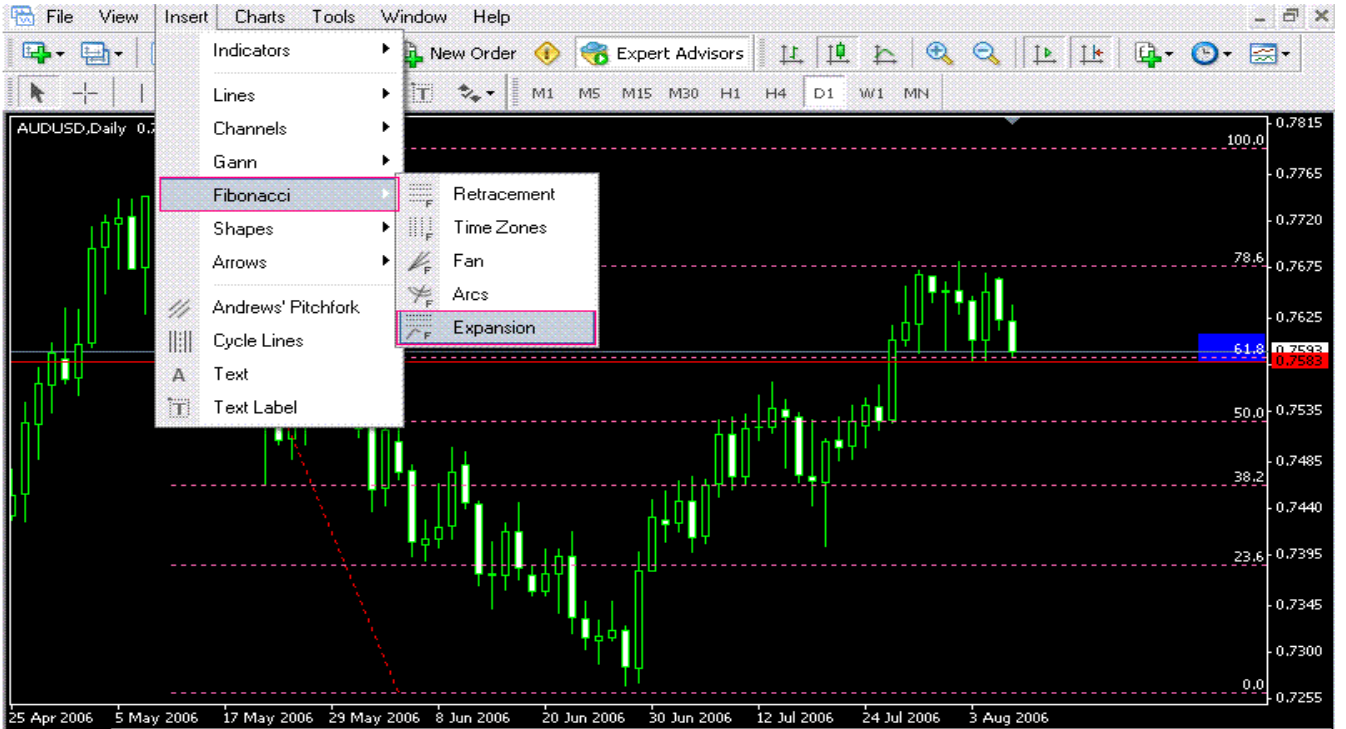 File View Insert Charts Tools Window Help
New Order Expert Advisors
T M1 M5 M15 M30 H1 H4 D1 W1 MN
Indicators
Lines
Channels
Gann
Fibonacci
Shapes
Arrows
Andrews' Pitchfork
Cycle Lines
A Text
T Text Label
F Retracement
F Time Zones
F Fan
F Arcs
F Expansion
AUDUSD,Daily 0.7
100.0
78.6
61.8
50.0
38.2
23.6
0.0
0.7815
0.7765
0.7720
0.7675
0.7625
0.7593
0.7583
0.7535
0.7485
0.7440
0.7395
0.7345
0.7300
0.7255
25 Apr 2006 5 May 2006 17 May 2006 29 May 2006 8 Jun 2006 20 Jun 2006 30 Jun 2006 12 Jul 2006 24 Jul 2006 3 Aug 2006